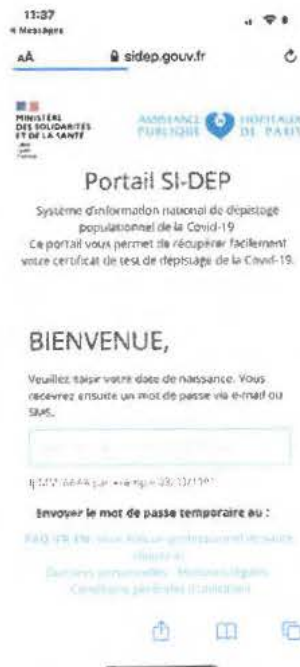 11:37
Messages
AA sidep.gouv.fr
MINISTÈRE
DES SOLIDARITÉS
ET DE LA SANTÉ
ASSISTANCE HÔPITAUX
PUBLIQUE DE PARIS
Portail SI-DEP
Système d'information national de dépistage
populationnel de la Covid-19
Ce portail vous permet de récupérer facilement
votre certificat de test de dépistage de la Covid-19.
BIENVENUE,
Veuillez saisir votre date de naissance. Vous
recevrez ensuite un mot de passe via e-mail ou
SMS.
Envoyer le mot de passe temporaire au :
Données personnelles - Mentions légales
Conditions générales d'utilisation